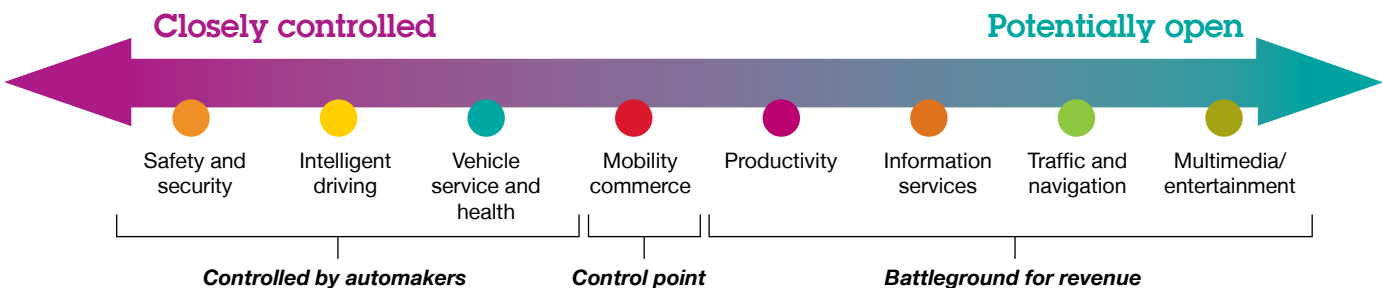 Closely controlled
Potentially open
Safety and
security
Intelligent
driving
Vehicle
service and
health
Mobility
commerce
Productivity
Information
services
Traffic and
navigation
Multimedia/
entertainment
Controlled by automakers
Control point
Battleground for revenue